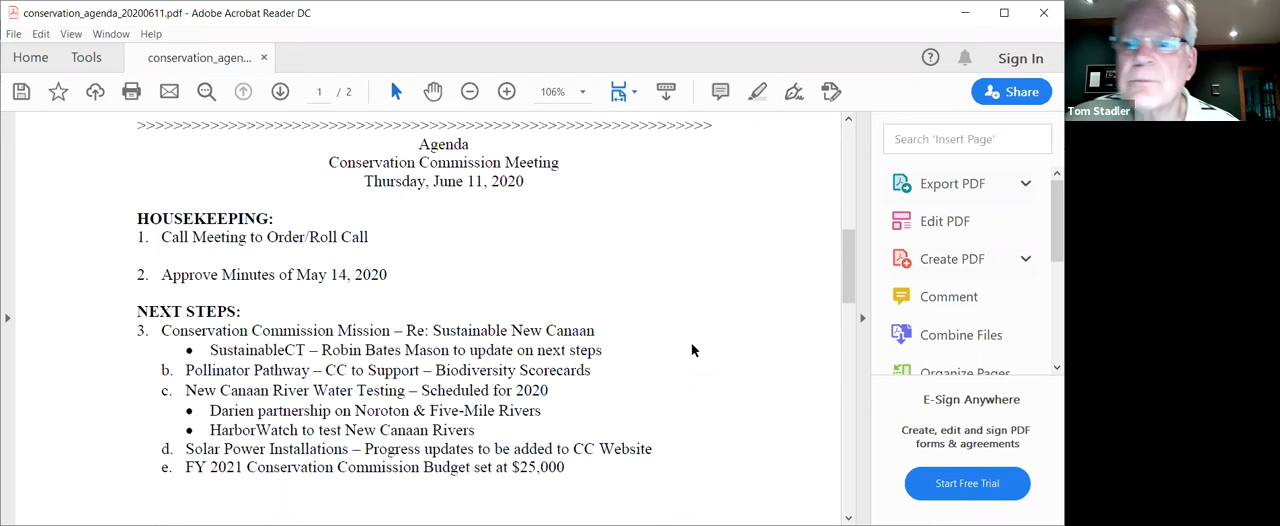 conservation_agenda_20200611.pdf - Adobe Acrobat Reader DC
File Edit View Window Help
Home Tools conservation_agen... ×
Sign In
1 / 2 106% Share
>>>>>>>>>>>>>>>>>>>>>>>>>>>>>>>>>>>>>>>>>>>>>>>>>>>>>>>>>>>>>>>>
Agenda
Conservation Commission Meeting
Thursday, June 11, 2020
HOUSEKEEPING:
1. Call Meeting to Order/Roll Call
2. Approve Minutes of May 14, 2020
NEXT STEPS:
3. Conservation Commission Mission – Re: Sustainable New Canaan
• SustainableCT – Robin Bates Mason to update on next steps
b. Pollinator Pathway – CC to Support – Biodiversity Scorecards
c. New Canaan River Water Testing – Scheduled for 2020
• Darien partnership on Noroton & Five-Mile Rivers
• HarborWatch to test New Canaan Rivers
d. Solar Power Installations – Progress updates to be added to CC Website
e. FY 2021 Conservation Commission Budget set at $25,000
Search 'Insert Page'
Export PDF
Edit PDF
Create PDF
Comment
Combine Files
Organize Pages
E-Sign Anywhere
Create, edit and sign PDF
forms & agreements
Start Free Trial
Tom Stadler